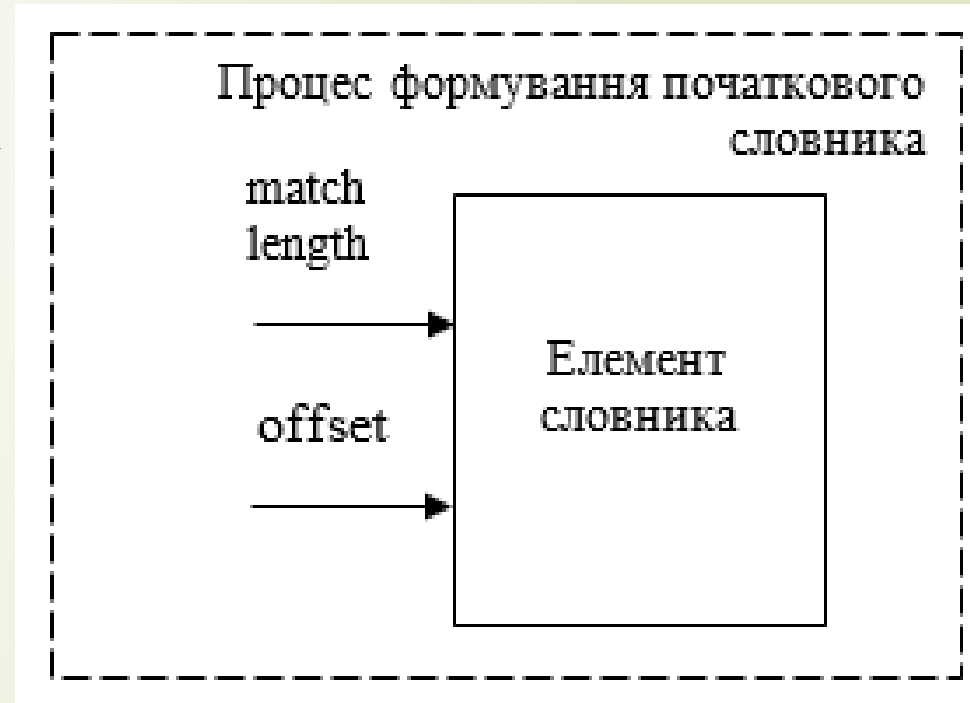 Процес формування початкового
словника
match
length
offset
Елемент
словника